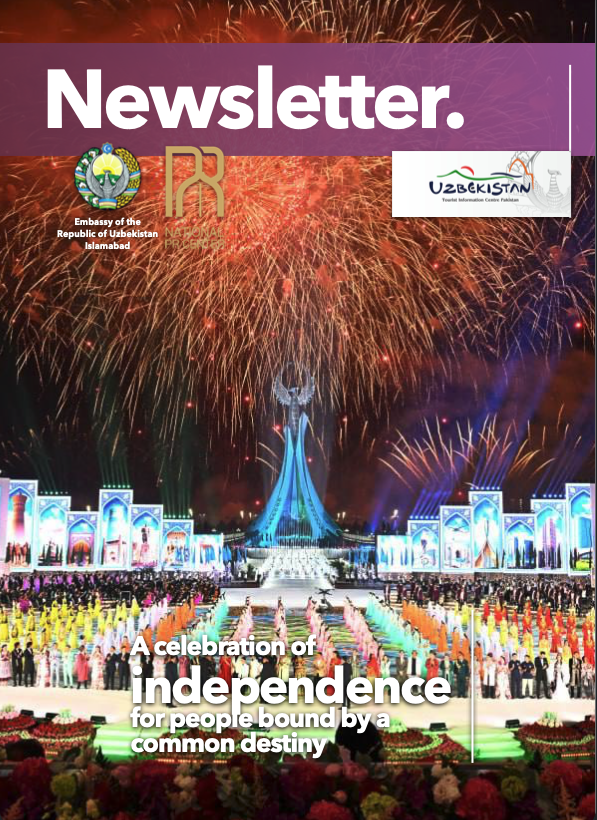 Newsletter.
Embassy of the
Republic of Uzbekistan
Islamabad
NATIONAL
PR CENTRE
UZBEKISTAN
Tourist Information Centre Pakistan
A celebration of
independence
for people bound by a
common destiny